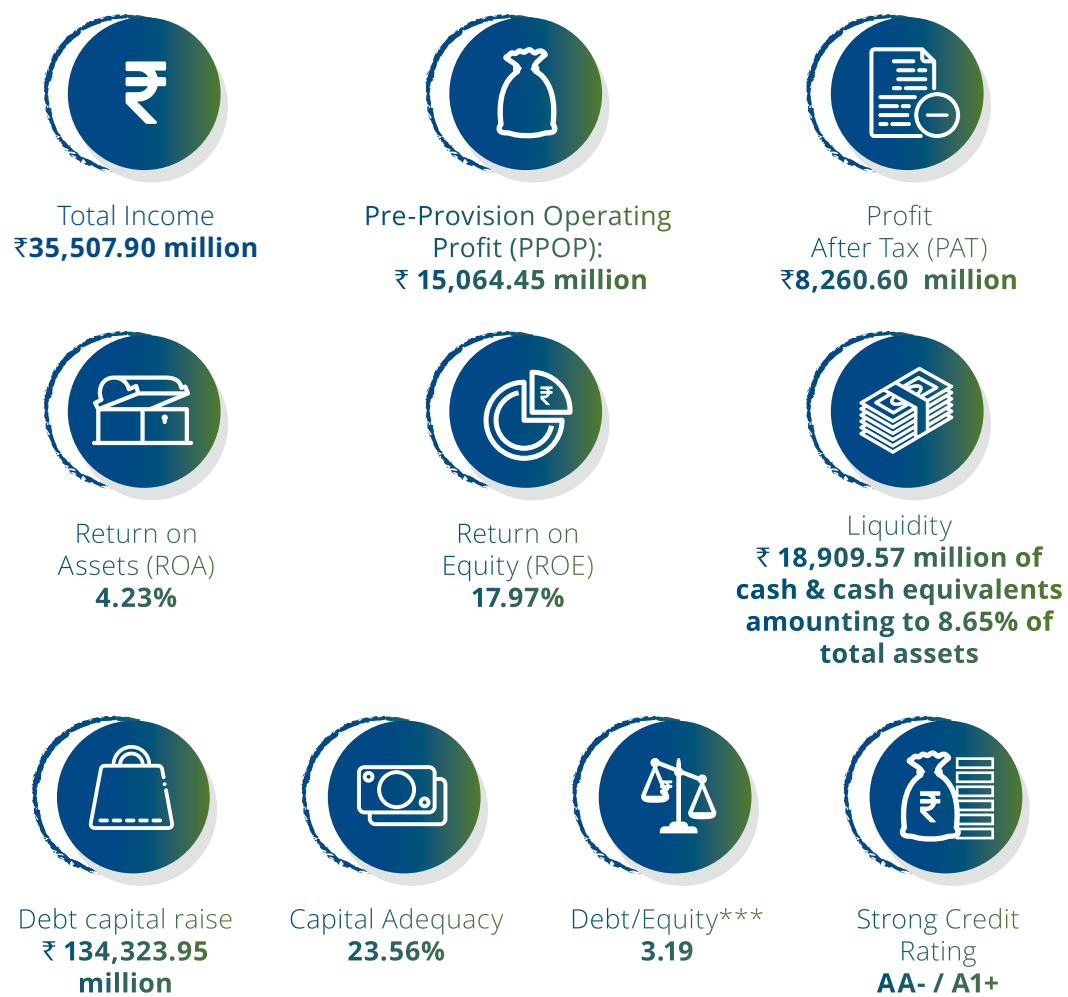 Total Income
₹35,507.90 million
Pre-Provision Operating
Profit (PPOP):
₹ 15,064.45 million
Profit
After Tax (PAT)
₹8,260.60 million
Return on
Assets (ROA)
4.23%
Return on
Equity (ROE)
17.97%
Liquidity
₹ 18,909.57 million of
cash & cash equivalents
amounting to 8.65% of
total assets
Debt capital raise
₹ 134,323.95
million
Capital Adequacy
23.56%
Debt/Equity***
3.19
Strong Credit
Rating
AA- / A1+